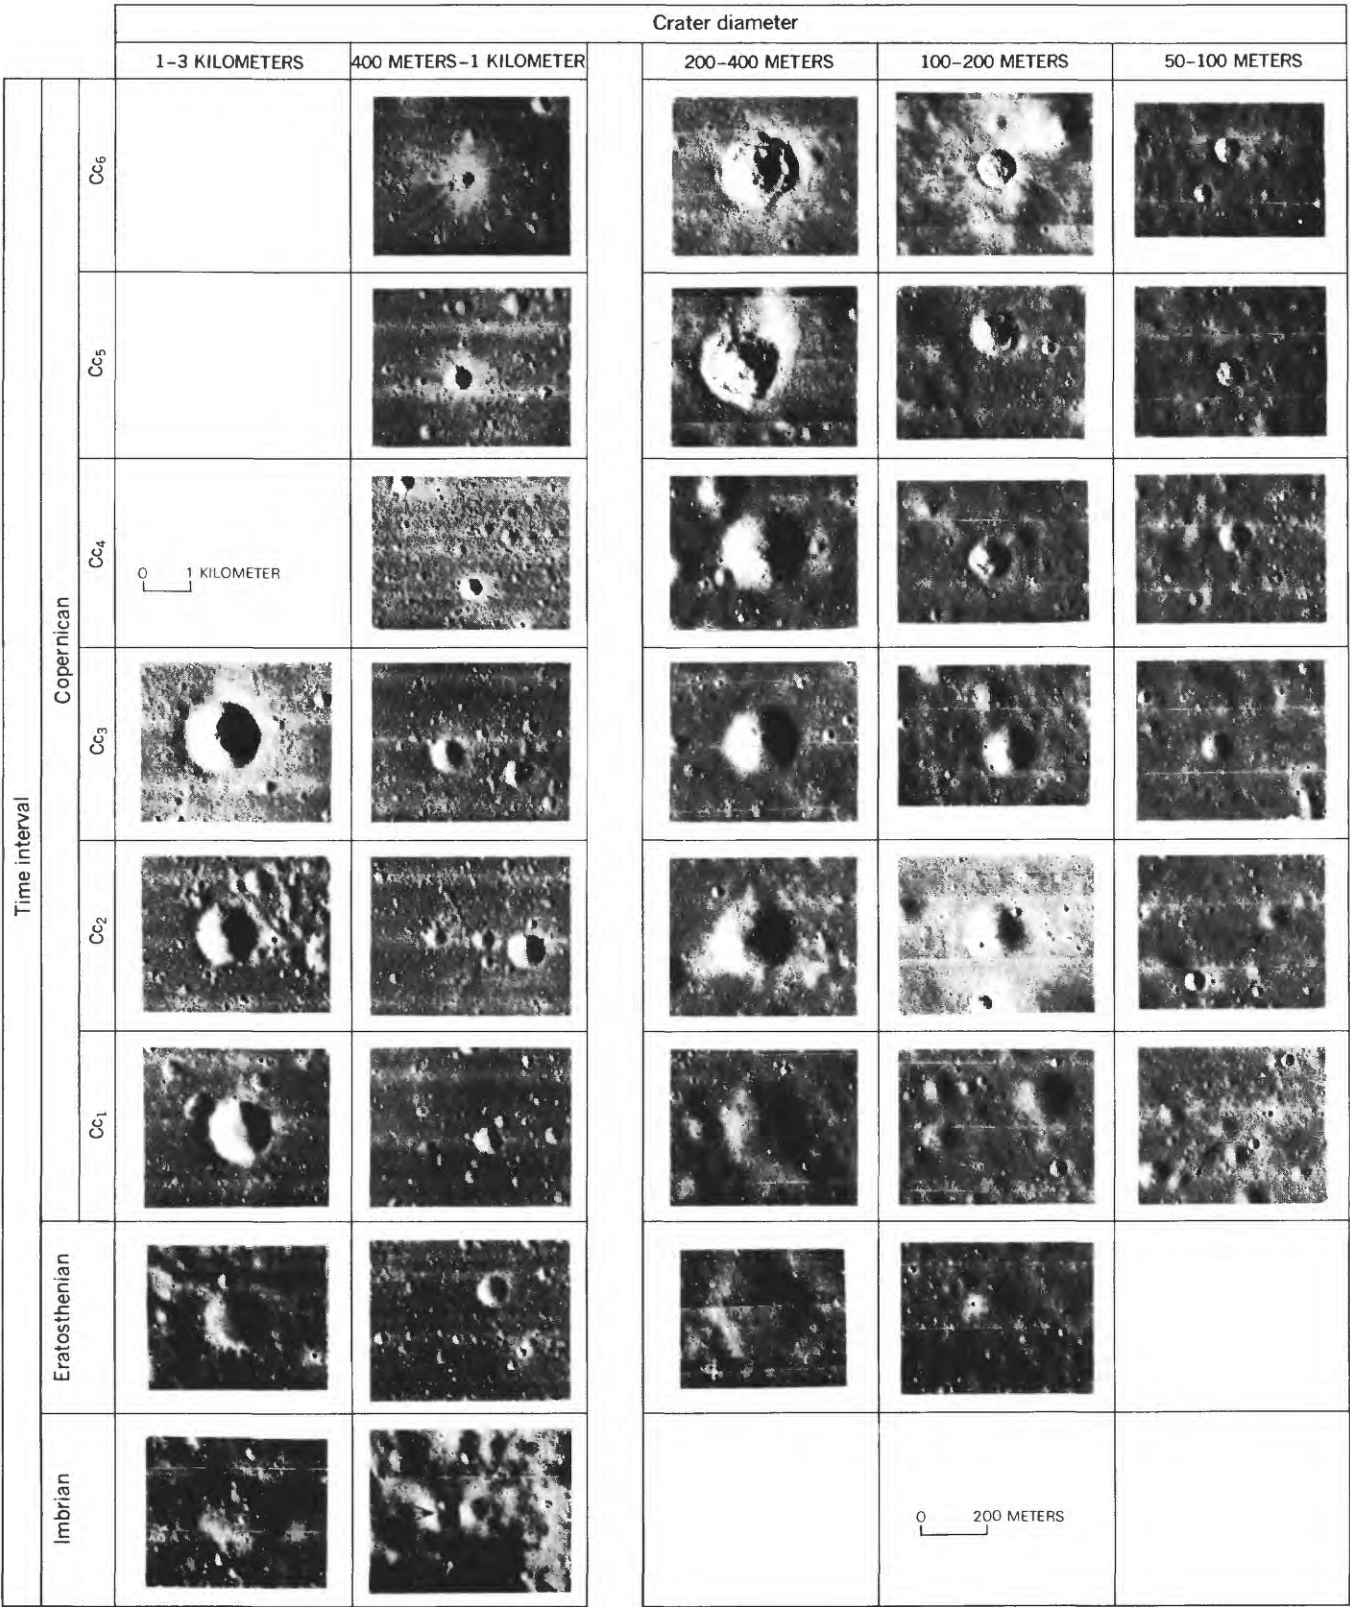 Crater diameter
1-3 KILOMETERS
400 METERS-1 KILOMETER
200-400 METERS
100-200 METERS
50-100 METERS
Time interval
Copernican
Cc6
Cc5
Cc4
0 1 KILOMETER
Cc3
Cc2
Cc1
Eratosthenian
Imbrian
0 200 METERS